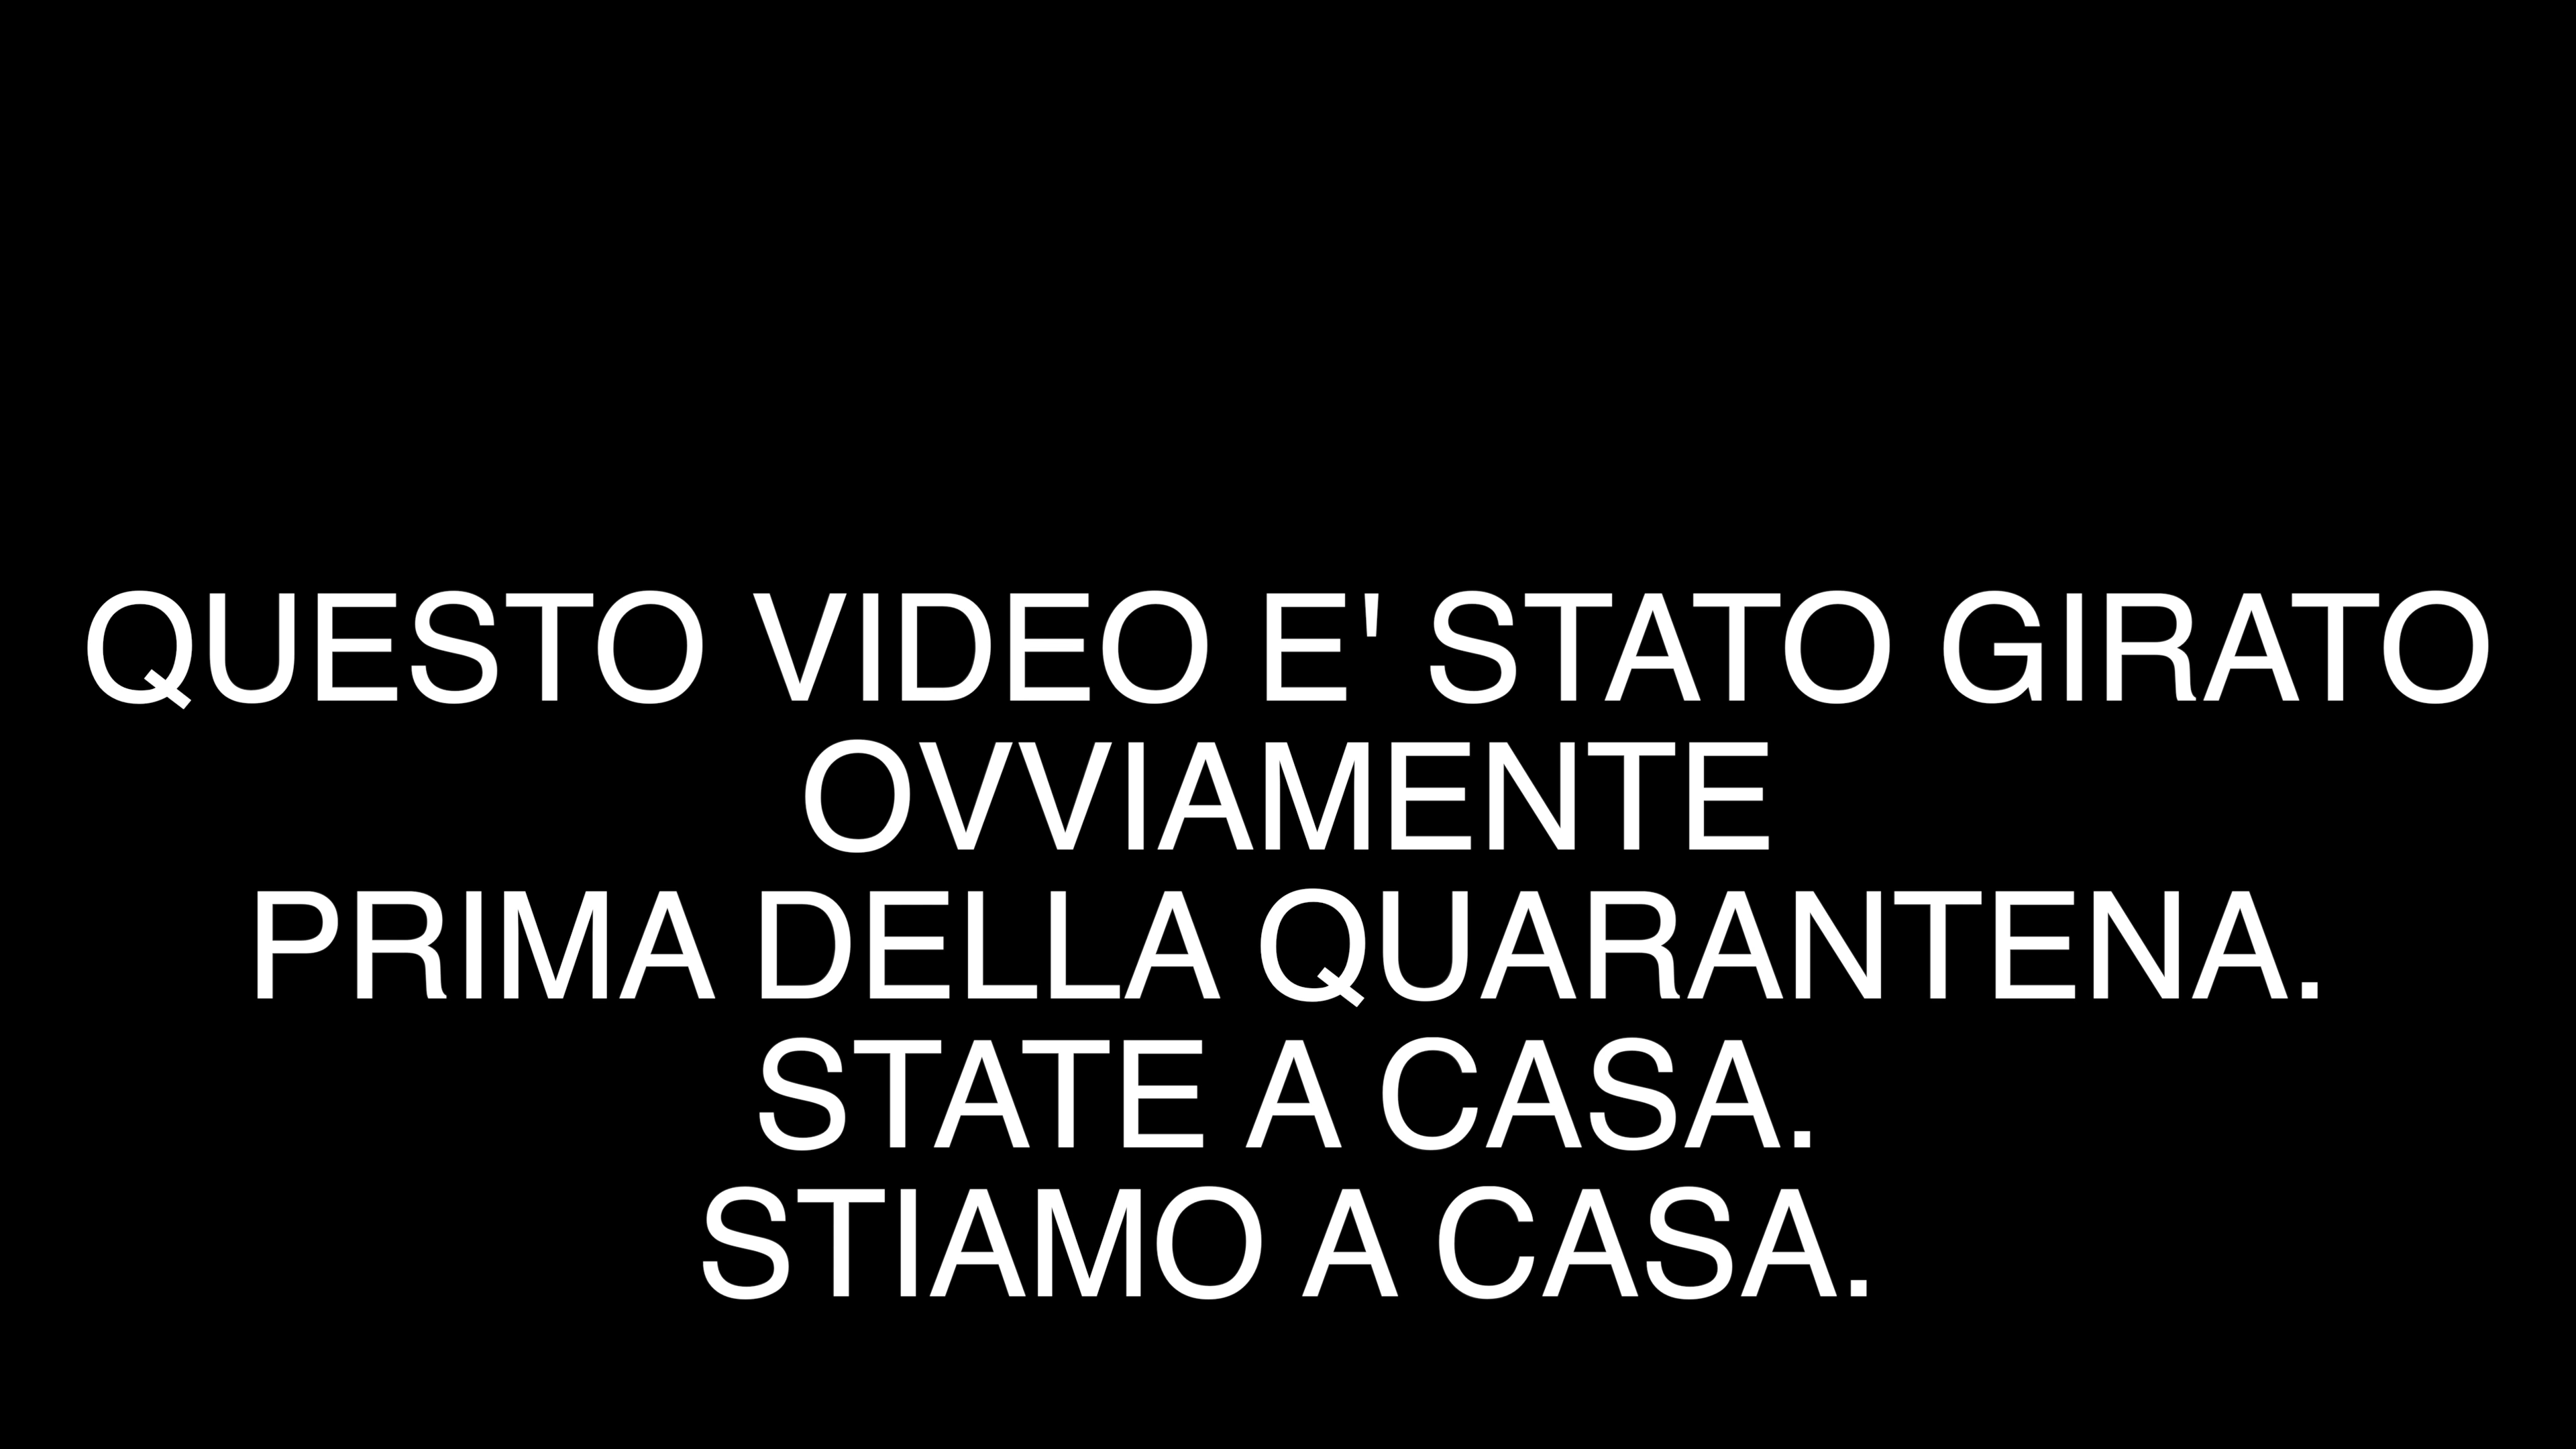 QUESTO VIDEO E' STATO GIRATO
OVVIAMENTE
PRIMA DELLA QUARANTENA.
STATE A CASA.
STIAMO A CASA.